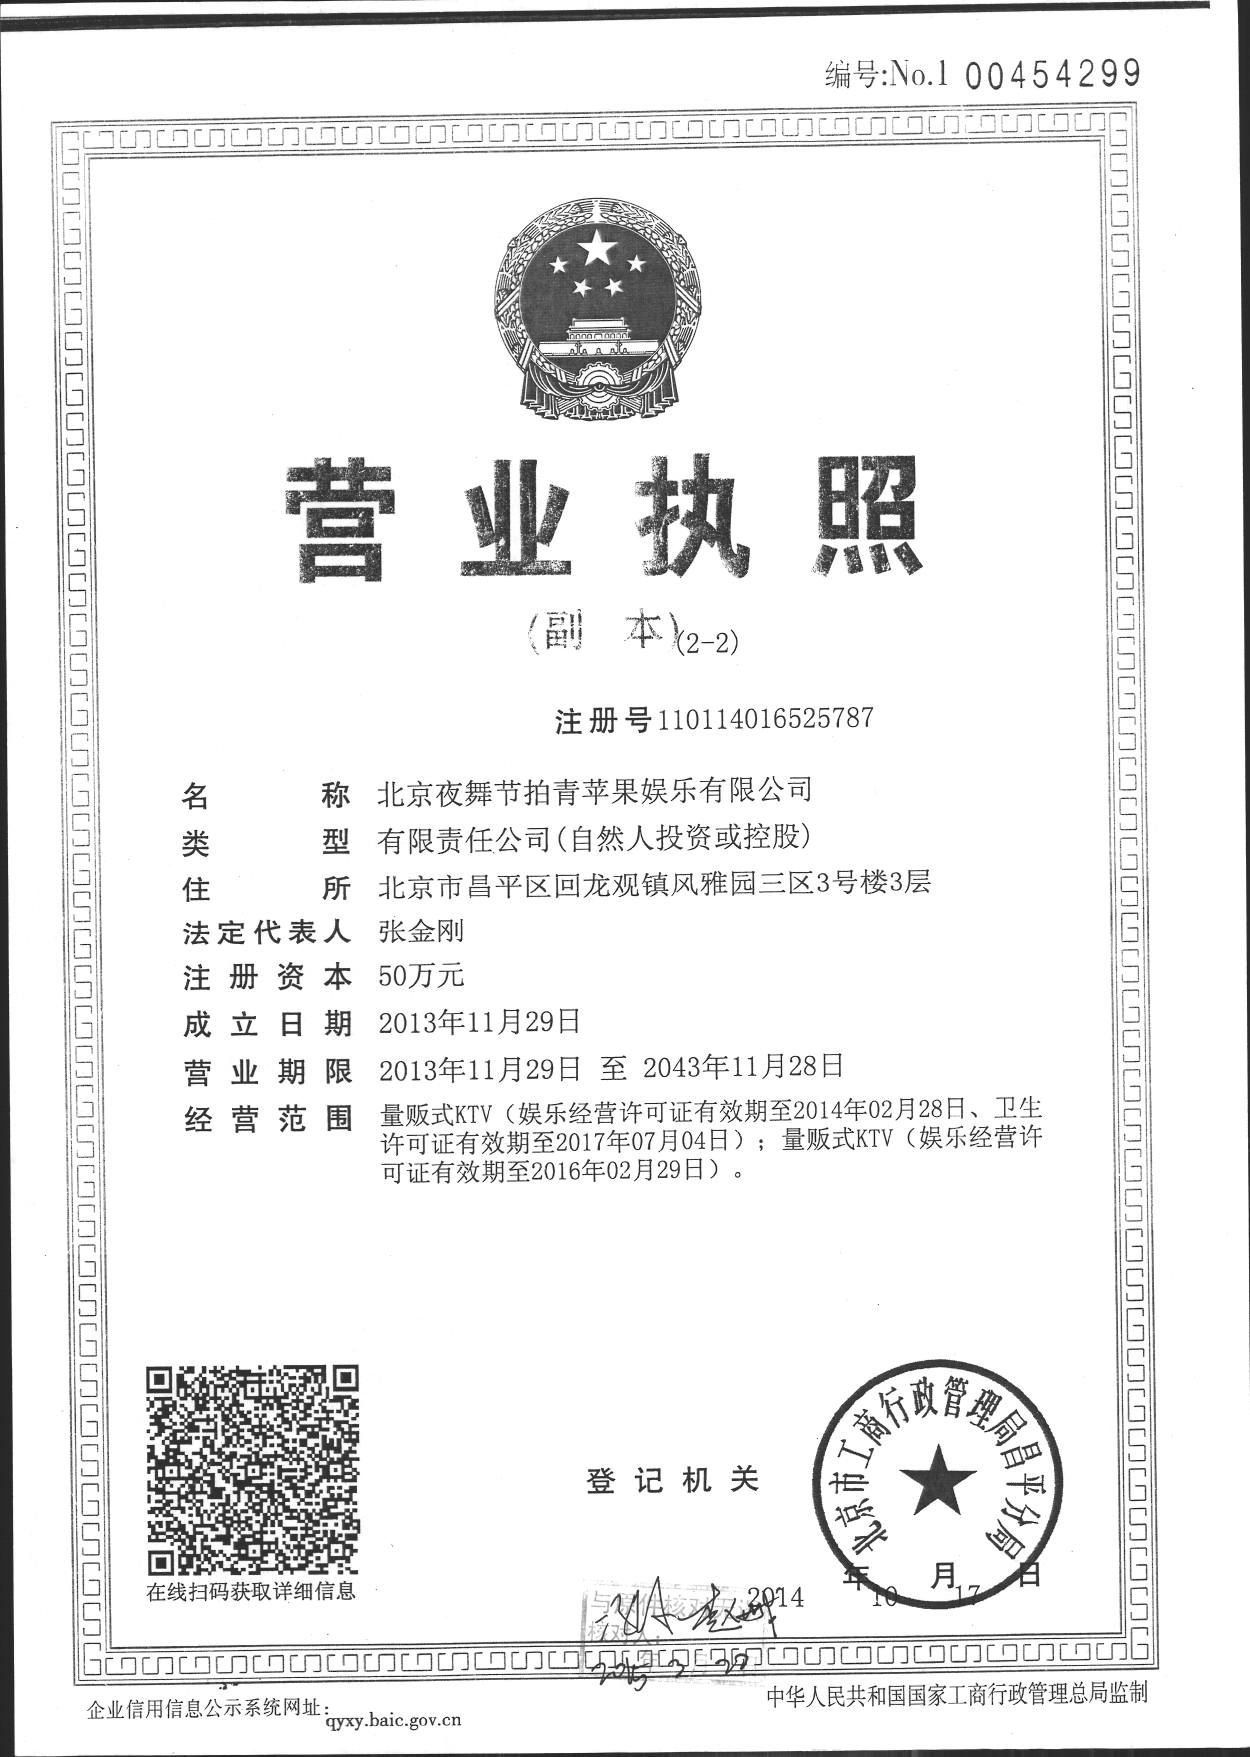 编号:No.1 00454299
营业执照
(副 本)(2-2)
注册号110114016525787
名 称 北京夜舞节拍青苹果娱乐有限公司
类 型 有限责任公司(自然人投资或控股)
住 所 北京市昌平区回龙观镇风雅园三区3号楼3层
法定代表人 张金刚
注册资本 50万元
成立日期 2013年11月29日
营业期限 2013年11月29日 至 2043年11月28日
经营范围 量贩式KTV（娱乐经营许可证有效期至2014年02月28日、卫生
许可证有效期至2017年07月04日）；量贩式KTV（娱乐经营许
可证有效期至2016年02月29日）。
北京市工商行政管理局昌平分局
登记机关
年 月 日
2014 10 17
在线扫码获取详细信息
与原件核对无
核对人：
企业信用信息公示系统网址：qyxy.baic.gov.cn
中华人民共和国国家工商行政管理总局监制